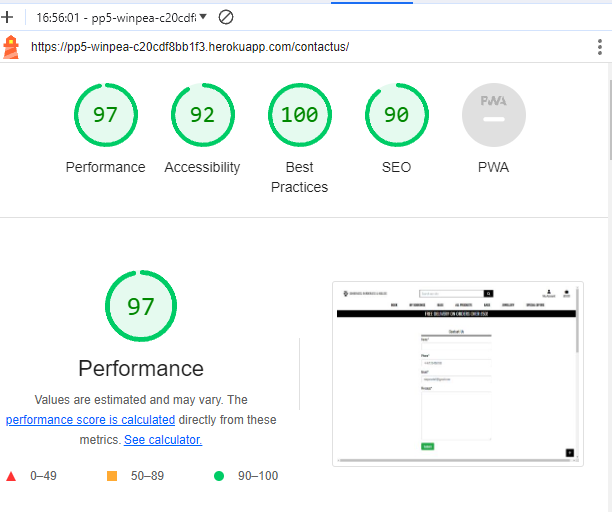 16:56:01 - pp5-winpea-c20cdf
https://pp5-winpea-c20cdf8bb1f3.herokuapp.com/contactus/
97 92 100 90 PWA
Performance Accessibility Best Practices SEO PWA
97
Performance
Values are estimated and may vary. The
performance score is calculated directly from these
metrics. See calculator.
0–49 50–89 90–100
FREE DELIVERY ON ORDERS OVER
Contact Us